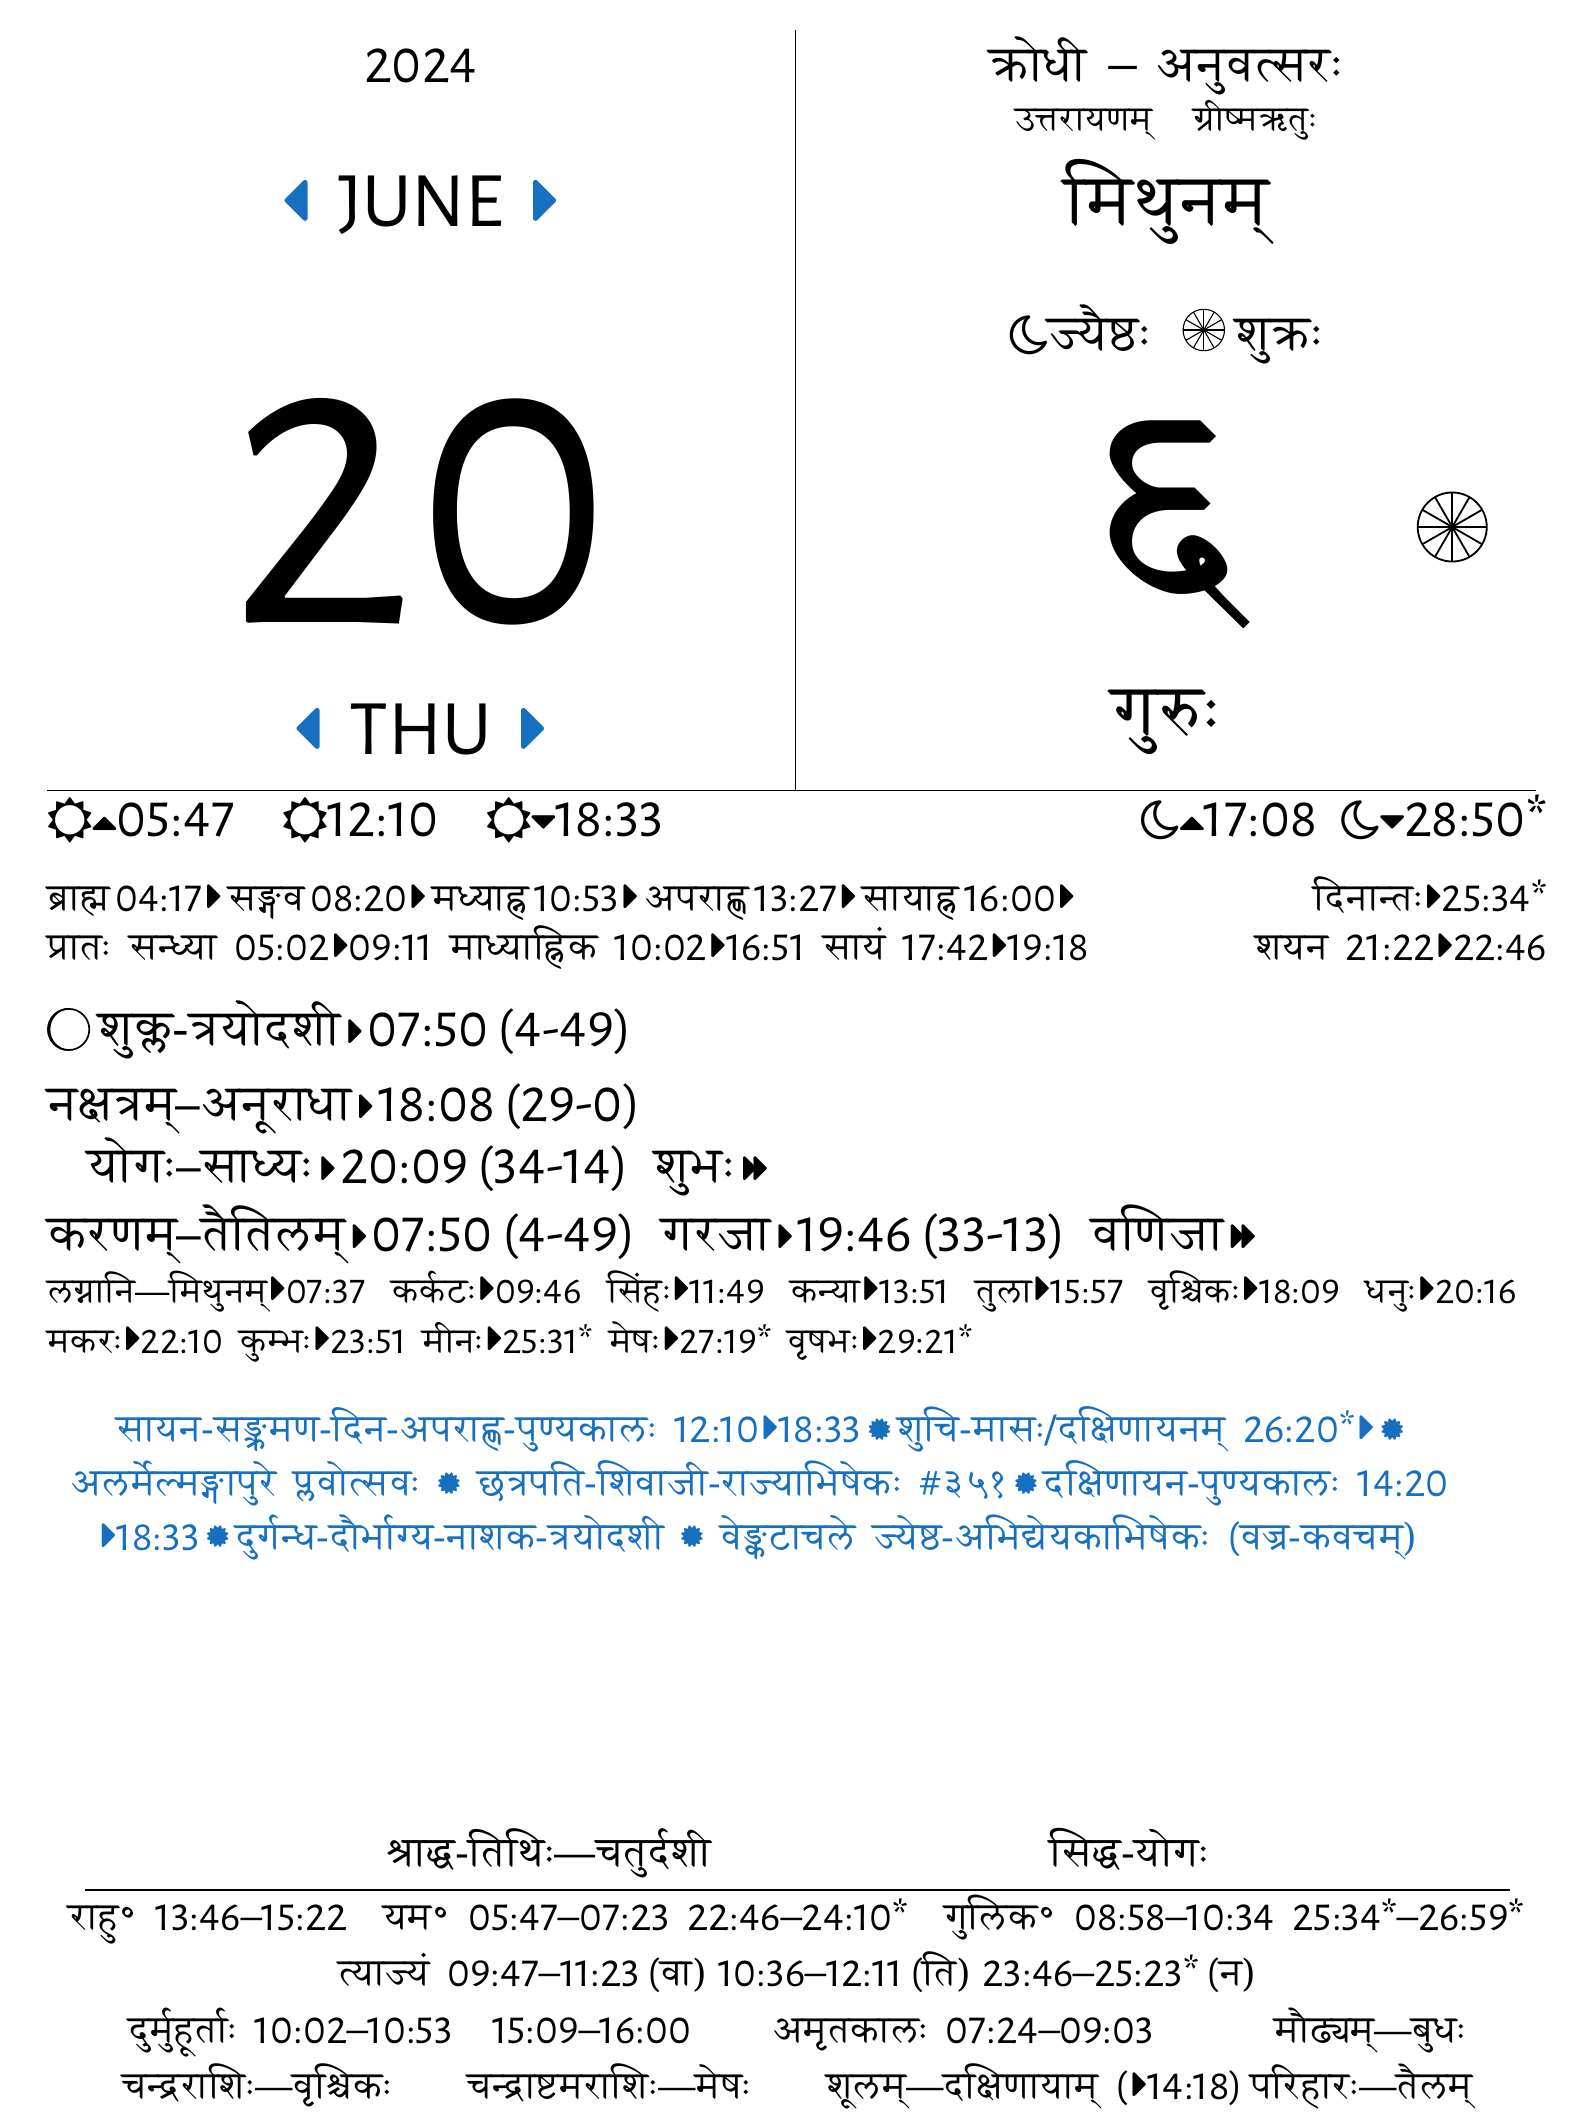 2024
JUNE
20
THU
क्रोधी – अनुवत्सरः
उत्तरायणम् ग्रीष्मऋतुः
मिथुनम्
ज्यैष्ठः शुक्रः
६
गुरुः
05:47 12:10 18:33 17:08 28:50*
ब्राह्म 04:17 सङ्गव 08:20 मध्याह्न 10:53 अपराह्ण 13:27 सायाह्न 16:00 दिनान्तः 25:34*
प्रातः सन्ध्या 05:02 09:11 माध्याह्निक 10:02 16:51 सायं 17:42 19:18 शयन 21:22 22:46
शुक्ल-त्रयोदशी 07:50 (4-49)
नक्षत्रम्–अनूराधा 18:08 (29-0)
योगः–साध्यः 20:09 (34-14) शुभः
करणम्–तैतिलम् 07:50 (4-49) गरजा 19:46 (33-13) वणिजा
लग्नानि—मिथुनम् 07:37 कर्कटः 09:46 सिंहः 11:49 कन्या 13:51 तुला 15:57 वृश्चिकः 18:09 धनुः 20:16
मकरः 22:10 कुम्भः 23:51 मीनः 25:31* मेषः 27:19* वृषभः 29:21*
सायन-सङ्क्रमण-दिन-अपराह्ण-पुण्यकालः 12:10 18:33 शुचि-मासः/दक्षिणायनम् 26:20*
अलर्मेल्मङ्गापुरे प्लवोत्सवः छत्रपति-शिवाजी-राज्याभिषेकः #३५१ दक्षिणायन-पुण्यकालः 14:20
18:33 दुर्गन्ध-दौर्भाग्य-नाशक-त्रयोदशी वेङ्कटाचले ज्येष्ठ-अभिद्येयकाभिषेकः (वज्र-कवचम्)
श्राद्ध-तिथिः—चतुर्दशी सिद्ध-योगः
राहु॰ 13:46–15:22 यम॰ 05:47–07:23 22:46–24:10* गुलिक॰ 08:58–10:34 25:34*–26:59*
त्याज्यं 09:47–11:23 (वा) 10:36–12:11 (ति) 23:46–25:23* (न)
दुर्मुहूर्ताः 10:02–10:53 15:09–16:00 अमृतकालः 07:24–09:03 मौढ्यम्—बुधः
चन्द्रराशिः—वृश्चिकः चन्द्राष्टमराशिः—मेषः शूलम्—दक्षिणायाम् (14:18) परिहारः—तैलम्